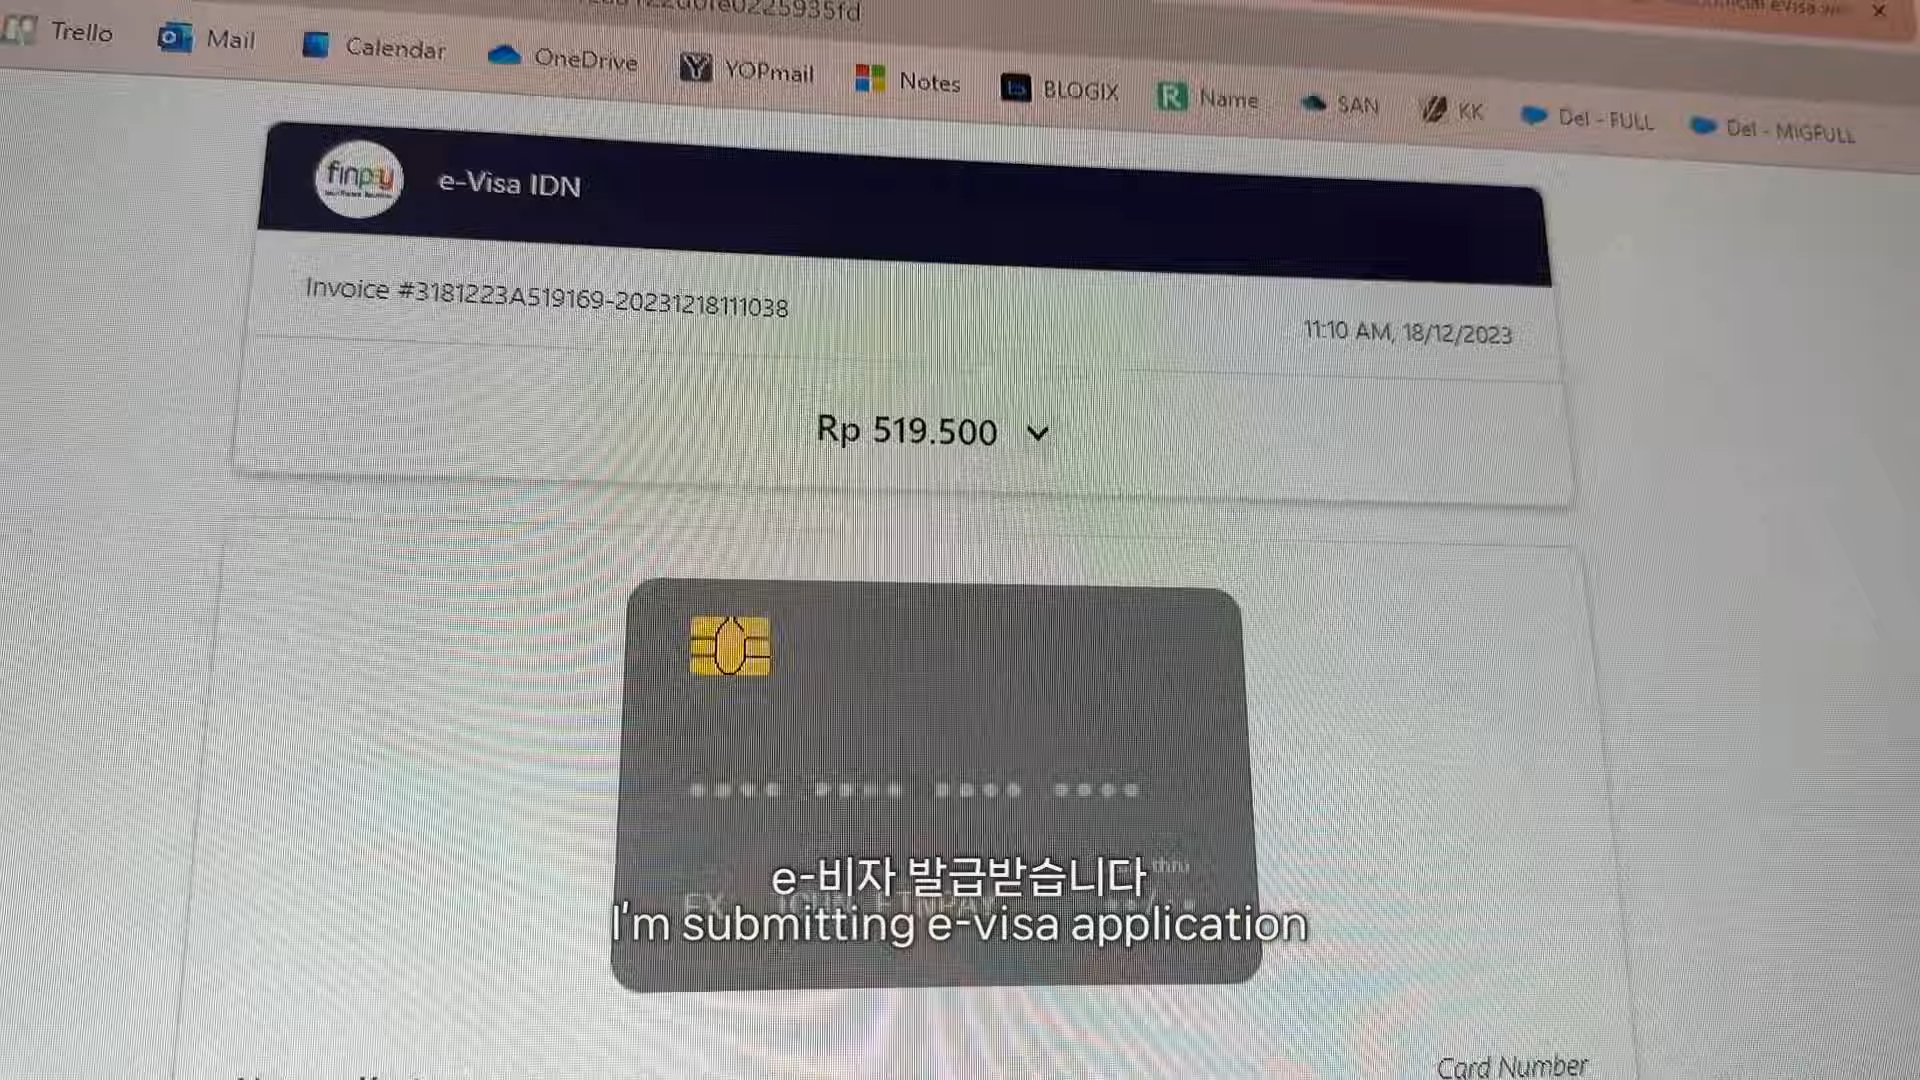 Trello
Mail
Calendar
OneDrive
YOPmail
Notes
BLOGIX
Name
SAN
KK
Del - FULL
Del - MIGFULL
finpay
e-Visa IDN
Invoice #3181223A519169-20231218111038
11:10 AM, 18/12/2023
Rp 519.500
thru
e-비자 발급받습니다
I'm submitting e-visa application
Card Number